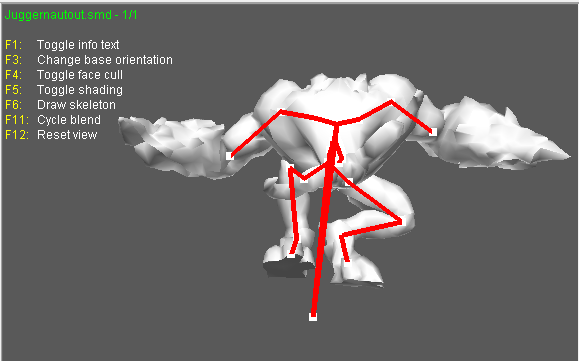 Juggernautout.smd - 1/1
F1: Toggle info text
F3: Change base orientation
F4: Toggle face cull
F5: Toggle shading
F6: Draw skeleton
F11: Cycle blend
F12: Reset view